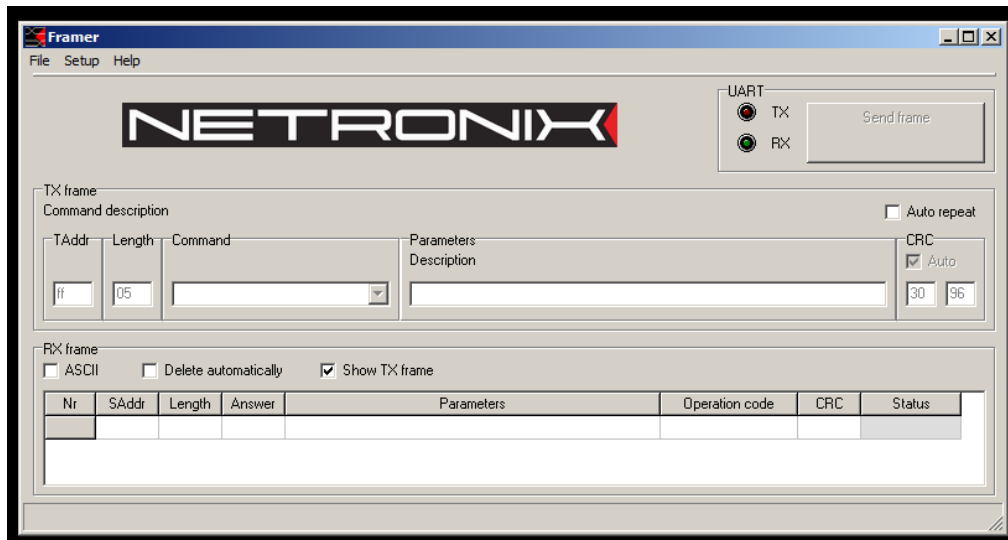 Framer
File Setup Help
NETRONIX
UART
TX
Send frame
RX
TX frame
Command description
Auto repeat
TAddr Length Command Parameters CRC
Description
Auto
ff 05 30 96
RX frame
ASCII Delete automatically Show TX frame
Nr SAddr Length Answer Parameters Operation code CRC Status